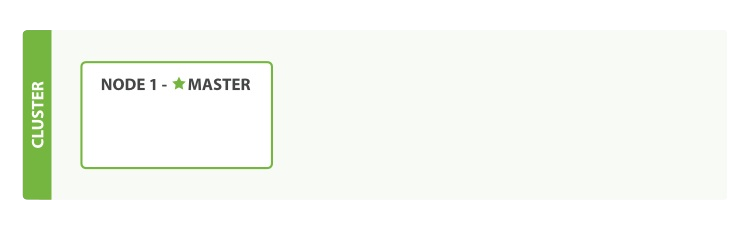 CLUSTER
NODE 1 - ★ MASTER